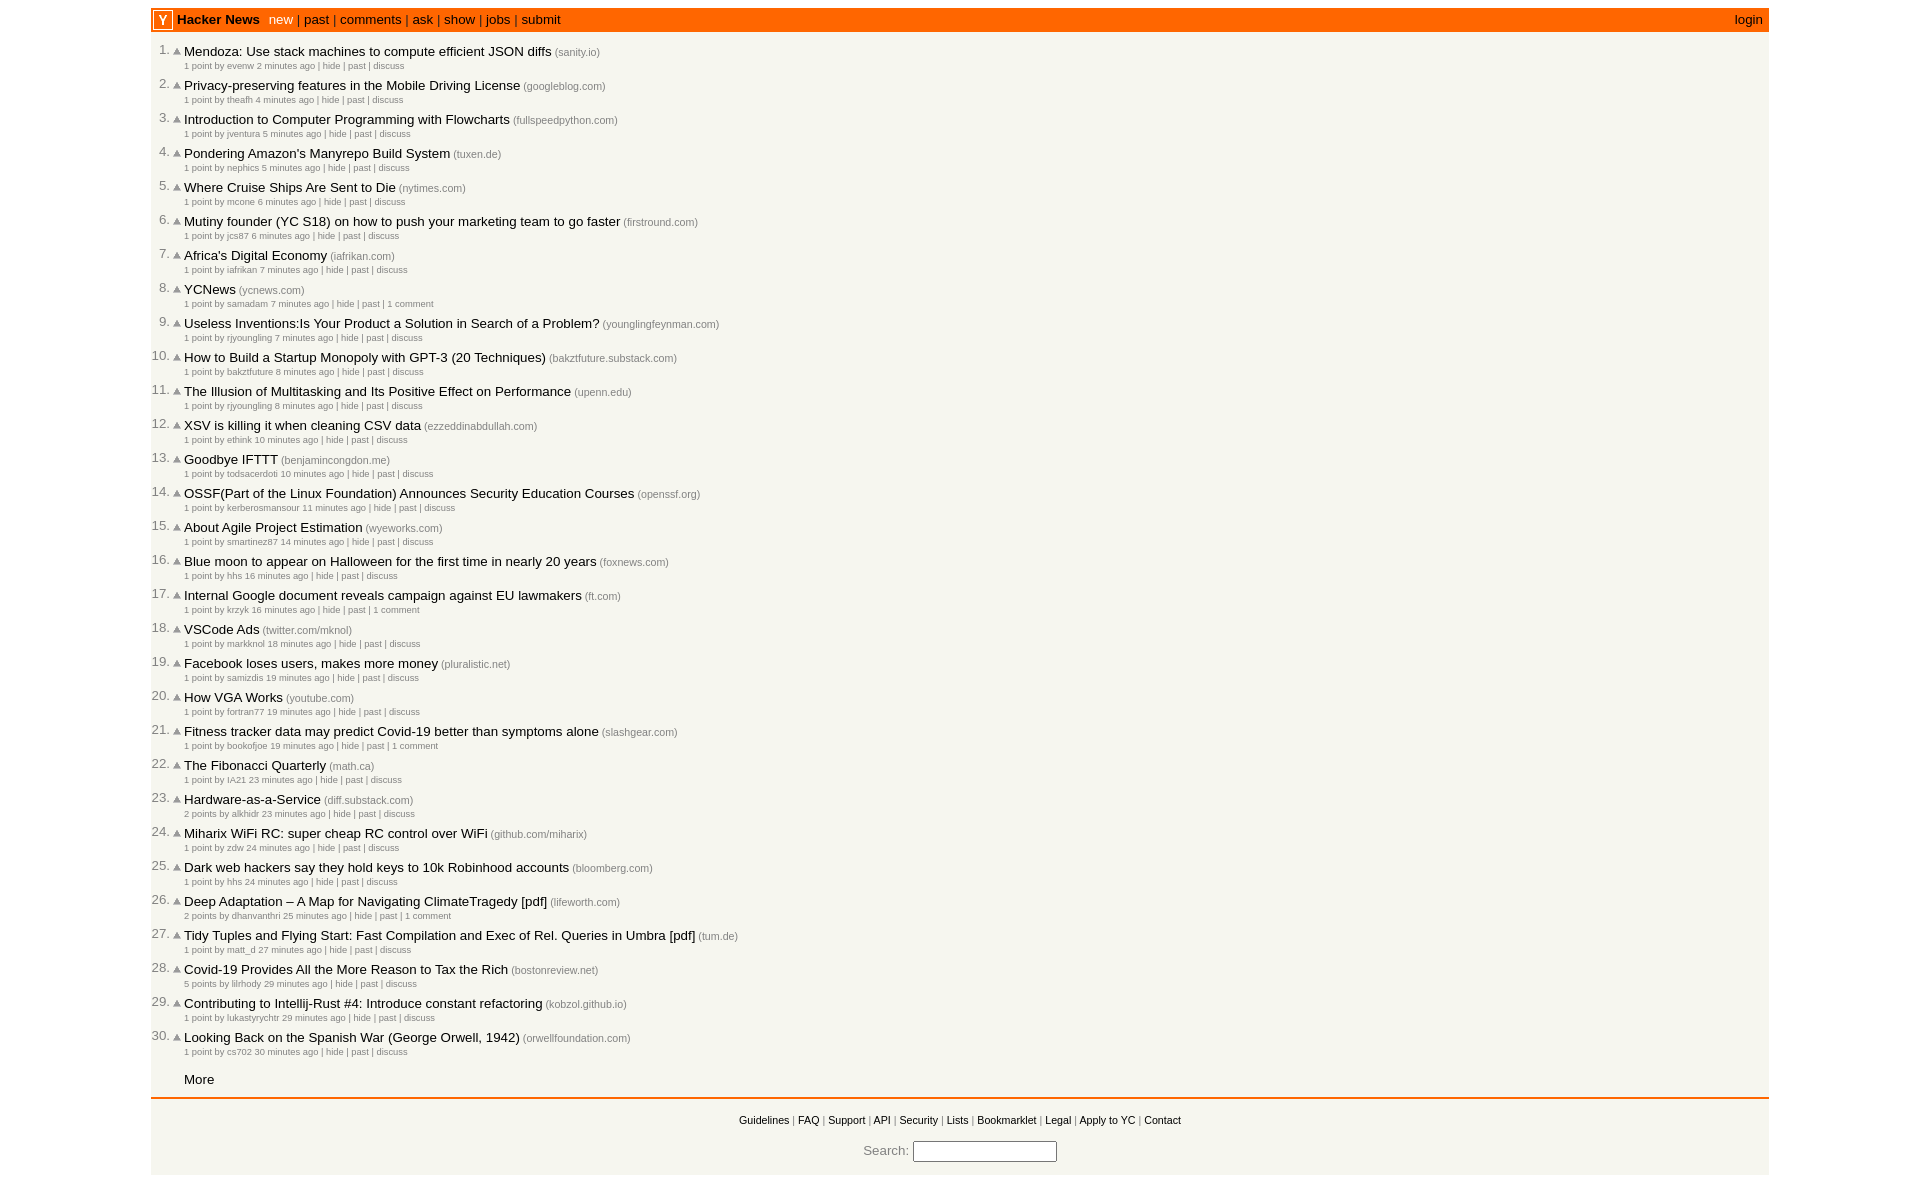 Y Hacker News new | past | comments | ask | show | jobs | submit login
1. Mendoza: Use stack machines to compute efficient JSON diffs (sanity.io)
1 point by evenw 2 minutes ago | hide | past | discuss
2. Privacy-preserving features in the Mobile Driving License (googleblog.com)
1 point by theafh 4 minutes ago | hide | past | discuss
3. Introduction to Computer Programming with Flowcharts (fullspeedpython.com)
1 point by jventura 5 minutes ago | hide | past | discuss
4. Pondering Amazon's Manyrepo Build System (tuxen.de)
1 point by nephics 5 minutes ago | hide | past | discuss
5. Where Cruise Ships Are Sent to Die (nytimes.com)
1 point by mcone 6 minutes ago | hide | past | discuss
6. Mutiny founder (YC S18) on how to push your marketing team to go faster (firstround.com)
1 point by jcs87 6 minutes ago | hide | past | discuss
7. Africa's Digital Economy (iafrikan.com)
1 point by iafrikan 7 minutes ago | hide | past | discuss
8. YCNews (ycnews.com)
1 point by samadam 7 minutes ago | hide | past | 1 comment
9. Useless Inventions:Is Your Product a Solution in Search of a Problem? (younglingfeynman.com)
1 point by rjyoungling 7 minutes ago | hide | past | discuss
10. How to Build a Startup Monopoly with GPT-3 (20 Techniques) (bakztfuture.substack.com)
1 point by bakztfuture 8 minutes ago | hide | past | discuss
11. The Illusion of Multitasking and Its Positive Effect on Performance (upenn.edu)
1 point by rjyoungling 8 minutes ago | hide | past | discuss
12. XSV is killing it when cleaning CSV data (ezzeddinabdullah.com)
1 point by ethink 10 minutes ago | hide | past | discuss
13. Goodbye IFTTT (benjamincongdon.me)
1 point by todsacerdoti 10 minutes ago | hide | past | discuss
14. OSSF(Part of the Linux Foundation) Announces Security Education Courses (openssf.org)
1 point by kerberosmansour 11 minutes ago | hide | past | discuss
15. About Agile Project Estimation (wyeworks.com)
1 point by smartinez87 14 minutes ago | hide | past | discuss
16. Blue moon to appear on Halloween for the first time in nearly 20 years (foxnews.com)
1 point by hhs 16 minutes ago | hide | past | discuss
17. Internal Google document reveals campaign against EU lawmakers (ft.com)
1 point by krzyk 16 minutes ago | hide | past | 1 comment
18. VSCode Ads (twitter.com/mknol)
1 point by markknol 18 minutes ago | hide | past | discuss
19. Facebook loses users, makes more money (pluralistic.net)
1 point by samizdis 19 minutes ago | hide | past | discuss
20. How VGA Works (youtube.com)
1 point by fortran77 19 minutes ago | hide | past | discuss
21. Fitness tracker data may predict Covid-19 better than symptoms alone (slashgear.com)
1 point by bookofjoe 19 minutes ago | hide | past | 1 comment
22. The Fibonacci Quarterly (math.ca)
1 point by IA21 23 minutes ago | hide | past | discuss
23. Hardware-as-a-Service (diff.substack.com)
2 points by alkhidr 23 minutes ago | hide | past | discuss
24. Miharix WiFi RC: super cheap RC control over WiFi (github.com/miharix)
1 point by zdw 24 minutes ago | hide | past | discuss
25. Dark web hackers say they hold keys to 10k Robinhood accounts (bloomberg.com)
1 point by hhs 24 minutes ago | hide | past | discuss
26. Deep Adaptation – A Map for Navigating ClimateTragedy [pdf] (lifeworth.com)
2 points by dhanvanthri 25 minutes ago | hide | past | 1 comment
27. Tidy Tuples and Flying Start: Fast Compilation and Exec of Rel. Queries in Umbra [pdf] (tum.de)
1 point by matt_d 27 minutes ago | hide | past | discuss
28. Covid-19 Provides All the More Reason to Tax the Rich (bostonreview.net)
5 points by lilrhody 29 minutes ago | hide | past | discuss
29. Contributing to Intellij-Rust #4: Introduce constant refactoring (kobzol.github.io)
1 point by lukastyrychtr 29 minutes ago | hide | past | discuss
30. Looking Back on the Spanish War (George Orwell, 1942) (orwellfoundation.com)
1 point by cs702 30 minutes ago | hide | past | discuss
More
Guidelines | FAQ | Support | API | Security | Lists | Bookmarklet | Legal | Apply to YC | Contact
Search: